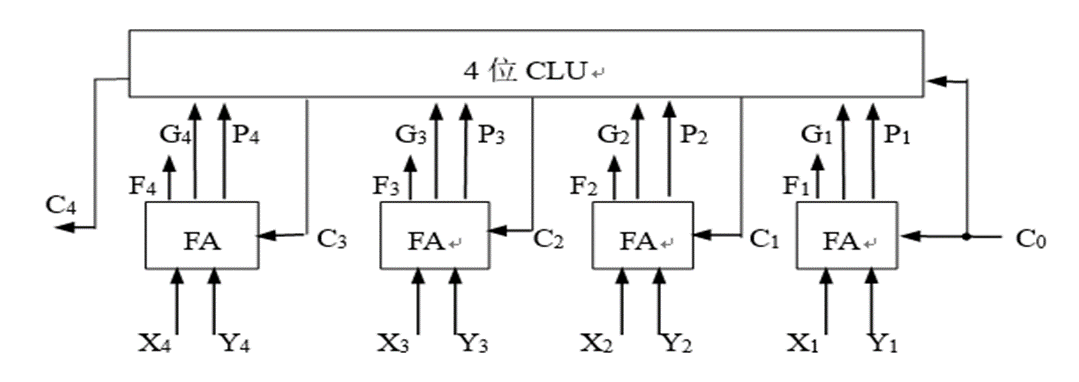 4 位 CLU↵
G4 P4 G3 P3 G2 P2 G1 P1
F4 F3 F2 F1
C4
FA C3 FA↵ C2 FA↵ C1 FA↵ C0
X4 Y4 X3 Y3 X2 Y2 X1 Y1